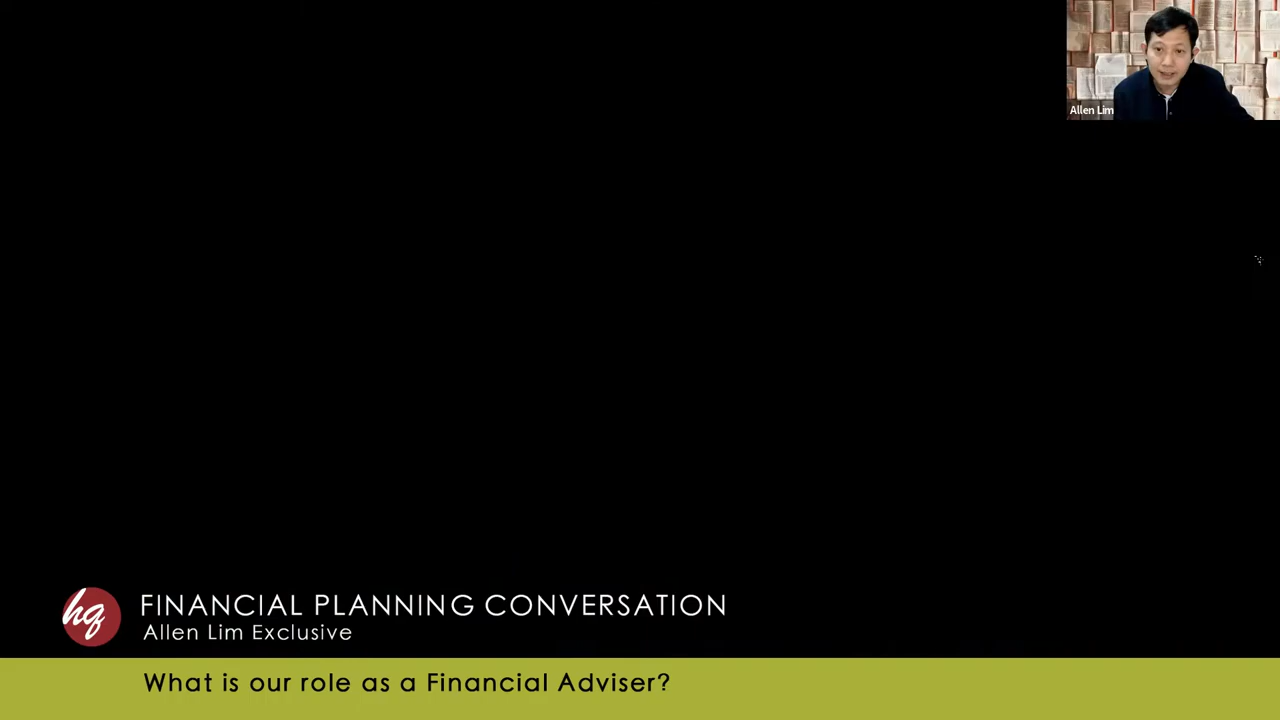 Allen Lim
hq
FINANCIAL PLANNING CONVERSATION
Allen Lim Exclusive
What is our role as a Financial Adviser?